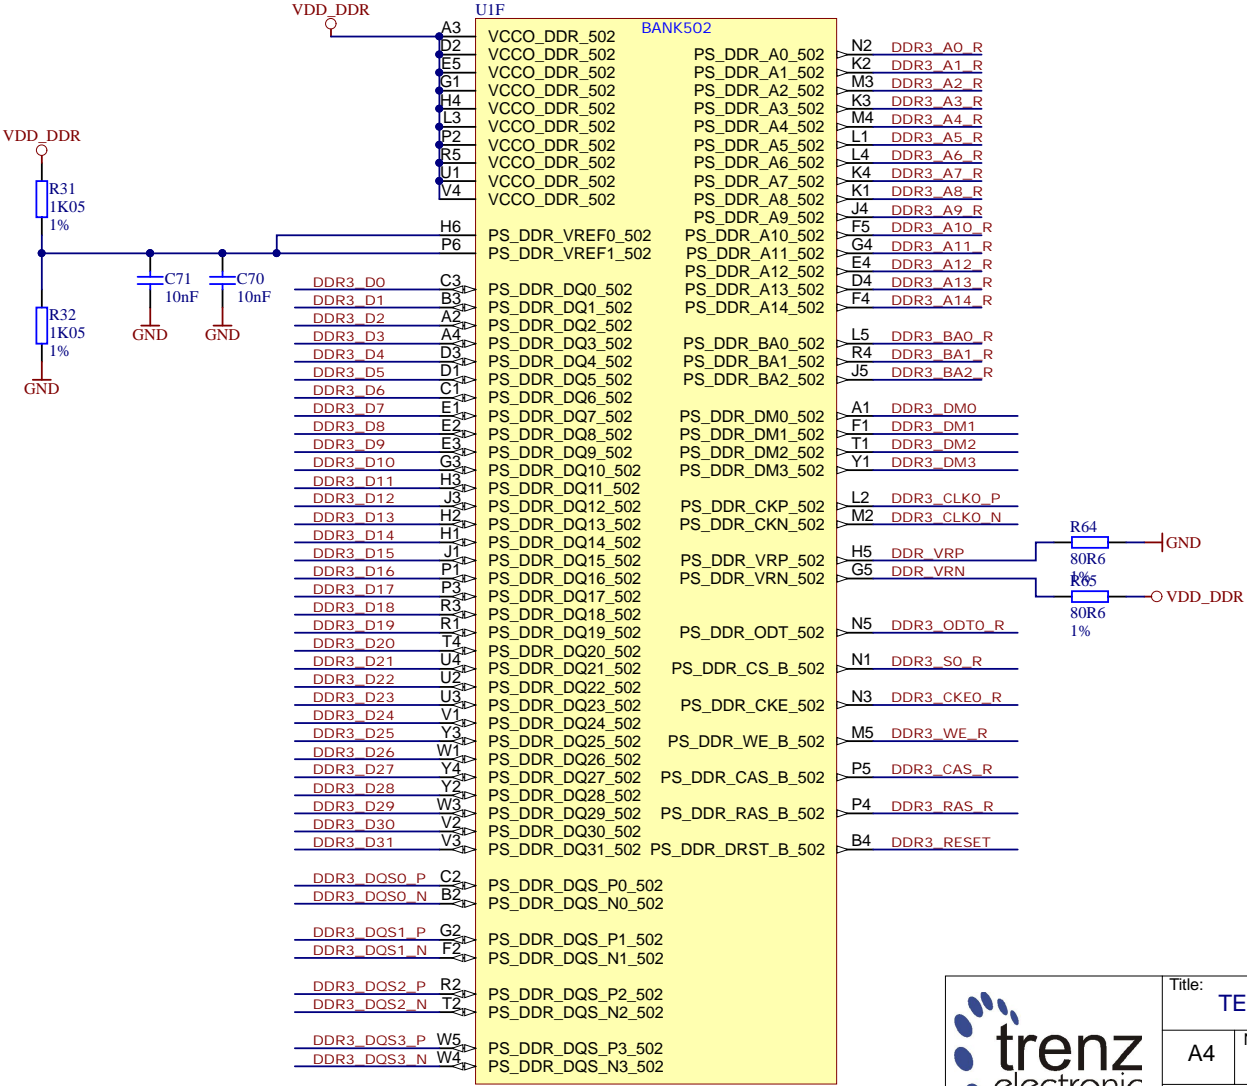 VDD_DDR
U1F
BANK502
A3 VCCO_DDR_502
D2 VCCO_DDR_502
E5 VCCO_DDR_502
G1 VCCO_DDR_502
H4 VCCO_DDR_502
L3 VCCO_DDR_502
P2 VCCO_DDR_502
R5 VCCO_DDR_502
U1 VCCO_DDR_502
V4 VCCO_DDR_502
VDD_DDR
R31
1K05
1%
R32
1K05
1%
GND
C71
10nF
GND
C70
10nF
GND
H6 PS_DDR_VREF0_502
P6 PS_DDR_VREF1_502
DDR3_D0 C3 PS_DDR_DQ0_502
DDR3_D1 B3 PS_DDR_DQ1_502
DDR3_D2 A2 PS_DDR_DQ2_502
DDR3_D3 A4 PS_DDR_DQ3_502
DDR3_D4 D3 PS_DDR_DQ4_502
DDR3_D5 D1 PS_DDR_DQ5_502
DDR3_D6 C1 PS_DDR_DQ6_502
DDR3_D7 E1 PS_DDR_DQ7_502
DDR3_D8 E2 PS_DDR_DQ8_502
DDR3_D9 E3 PS_DDR_DQ9_502
DDR3_D10 G3 PS_DDR_DQ10_502
DDR3_D11 H3 PS_DDR_DQ11_502
DDR3_D12 J3 PS_DDR_DQ12_502
DDR3_D13 H2 PS_DDR_DQ13_502
DDR3_D14 H1 PS_DDR_DQ14_502
DDR3_D15 J1 PS_DDR_DQ15_502
DDR3_D16 P1 PS_DDR_DQ16_502
DDR3_D17 P3 PS_DDR_DQ17_502
DDR3_D18 R3 PS_DDR_DQ18_502
DDR3_D19 R1 PS_DDR_DQ19_502
DDR3_D20 T4 PS_DDR_DQ20_502
DDR3_D21 U4 PS_DDR_DQ21_502
DDR3_D22 U2 PS_DDR_DQ22_502
DDR3_D23 U3 PS_DDR_DQ23_502
DDR3_D24 V1 PS_DDR_DQ24_502
DDR3_D25 Y3 PS_DDR_DQ25_502
DDR3_D26 W1 PS_DDR_DQ26_502
DDR3_D27 Y4 PS_DDR_DQ27_502
DDR3_D28 Y2 PS_DDR_DQ28_502
DDR3_D29 W3 PS_DDR_DQ29_502
DDR3_D30 V2 PS_DDR_DQ30_502
DDR3_D31 V3 PS_DDR_DQ31_502
DDR3_DQS0_P C2 PS_DDR_DQS_P0_502
DDR3_DQS0_N B2 PS_DDR_DQS_N0_502
DDR3_DQS1_P G2 PS_DDR_DQS_P1_502
DDR3_DQS1_N F2 PS_DDR_DQS_N1_502
DDR3_DQS2_P R2 PS_DDR_DQS_P2_502
DDR3_DQS2_N T2 PS_DDR_DQS_N2_502
DDR3_DQS3_P W5 PS_DDR_DQS_P3_502
DDR3_DQS3_N W4 PS_DDR_DQS_N3_502
PS_DDR_A0_502 N2 DDR3_A0_R
PS_DDR_A1_502 K2 DDR3_A1_R
PS_DDR_A2_502 M3 DDR3_A2_R
PS_DDR_A3_502 K3 DDR3_A3_R
PS_DDR_A4_502 M4 DDR3_A4_R
PS_DDR_A5_502 L1 DDR3_A5_R
PS_DDR_A6_502 L4 DDR3_A6_R
PS_DDR_A7_502 K4 DDR3_A7_R
PS_DDR_A8_502 K1 DDR3_A8_R
PS_DDR_A9_502 J4 DDR3_A9_R
PS_DDR_A10_502 F5 DDR3_A10_R
PS_DDR_A11_502 G4 DDR3_A11_R
PS_DDR_A12_502 E4 DDR3_A12_R
PS_DDR_A13_502 D4 DDR3_A13_R
PS_DDR_A14_502 F4 DDR3_A14_R
PS_DDR_BA0_502 L5 DDR3_BA0_R
PS_DDR_BA1_502 R4 DDR3_BA1_R
PS_DDR_BA2_502 J5 DDR3_BA2_R
PS_DDR_DM0_502 A1 DDR3_DM0
PS_DDR_DM1_502 F1 DDR3_DM1
PS_DDR_DM2_502 T1 DDR3_DM2
PS_DDR_DM3_502 Y1 DDR3_DM3
PS_DDR_CKP_502 L2 DDR3_CLK0_P
PS_DDR_CKN_502 M2 DDR3_CLK0_N
PS_DDR_VRP_502 H5 DDR_VRP
PS_DDR_VRN_502 G5 DDR_VRN
R64
80R6
1%
GND
R65
80R6
1%
VDD_DDR
PS_DDR_ODT_502 N5 DDR3_ODT0_R
PS_DDR_CS_B_502 N1 DDR3_S0_R
PS_DDR_CKE_502 N3 DDR3_CKE0_R
PS_DDR_WE_B_502 M5 DDR3_WE_R
PS_DDR_CAS_B_502 P5 DDR3_CAS_R
PS_DDR_RAS_B_502 P4 DDR3_RAS_R
PS_DDR_DRST_B_502 B4 DDR3_RESET
trenz
electronic
Title:
TE
A4